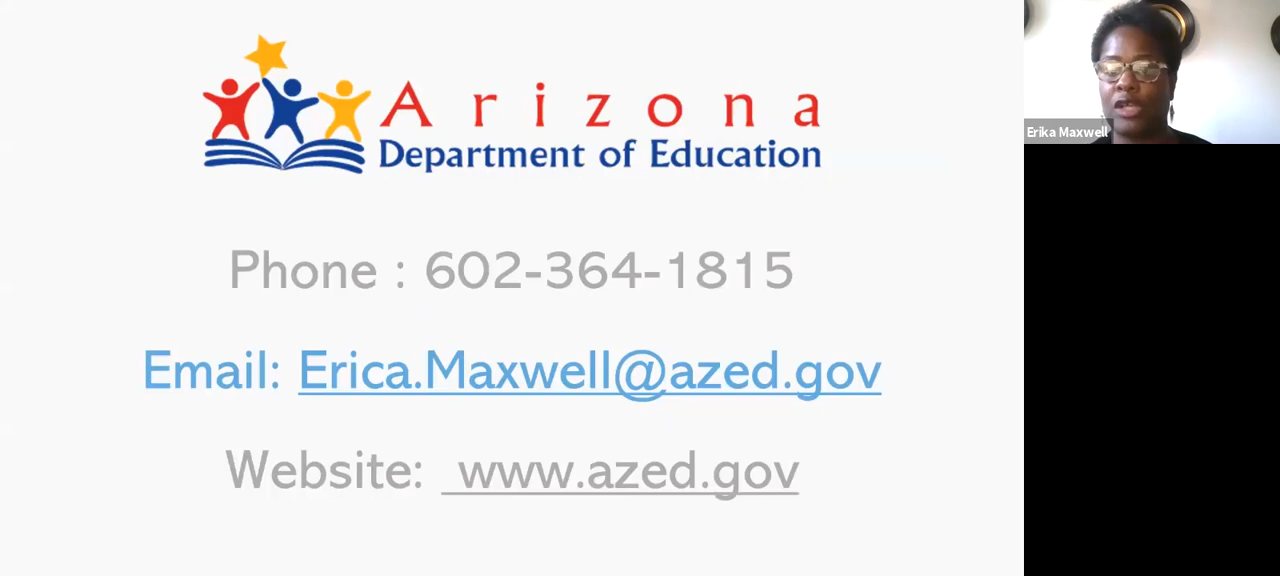 Arizona
Department of Education
Phone : 602-364-1815
Email: Erica.Maxwell@azed.gov
Website: www.azed.gov
Erika Maxwell